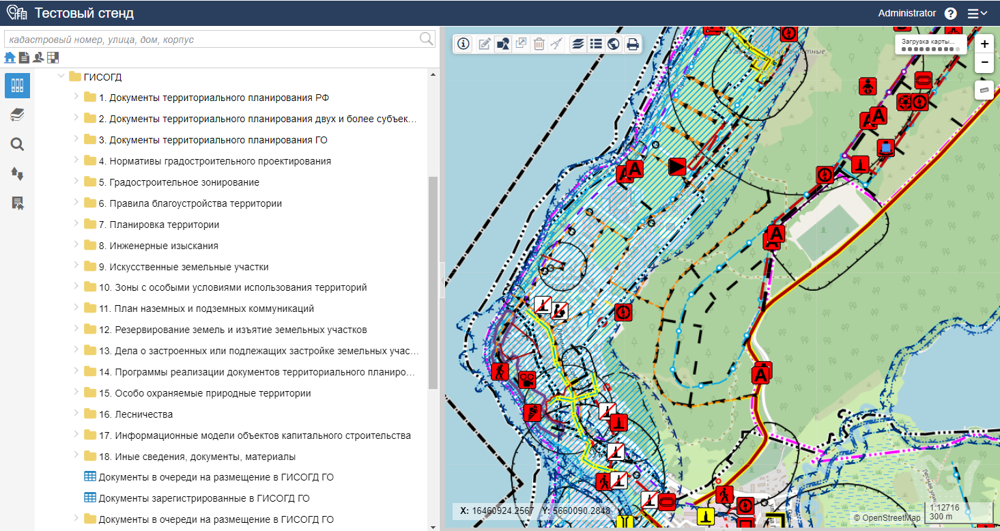 Тестовый стенд
Administrator
кадастровый номер, улица, дом, корпус
ГИСОГД
1. Документы территориального планирования РФ
2. Документы территориального планирования двух и более субъек...
3. Документы территориального планирования ГО
4. Нормативы градостроительного проектирования
5. Градостроительное зонирование
6. Правила благоустройства территории
7. Планировка территории
8. Инженерные изыскания
9. Искусственные земельные участки
10. Зоны с особыми условиями использования территорий
11. План наземных и подземных коммуникаций
12. Резервирование земель и изъятие земельных участков
13. Дела о застроенных или подлежащих застройке земельных учас...
14. Программы реализации документов территориального планиро...
15. Особо охраняемые природные территории
16. Лесничества
17. Информационные модели объектов капитального строительства
18. Иные сведения, документы, материалы
Документы в очереди на размещение в ГИСОГД ГО
Документы зарегистрированные в ГИСОГД ГО
Документы в очереди на размещение в ГИСОГД ГО
Загрузка карты...
+
−
A
A
A
A
A
Лесная улица
X: 16460924.2567 Y: 5660090.2848
© OpenStreetMap
1:12716
300 m